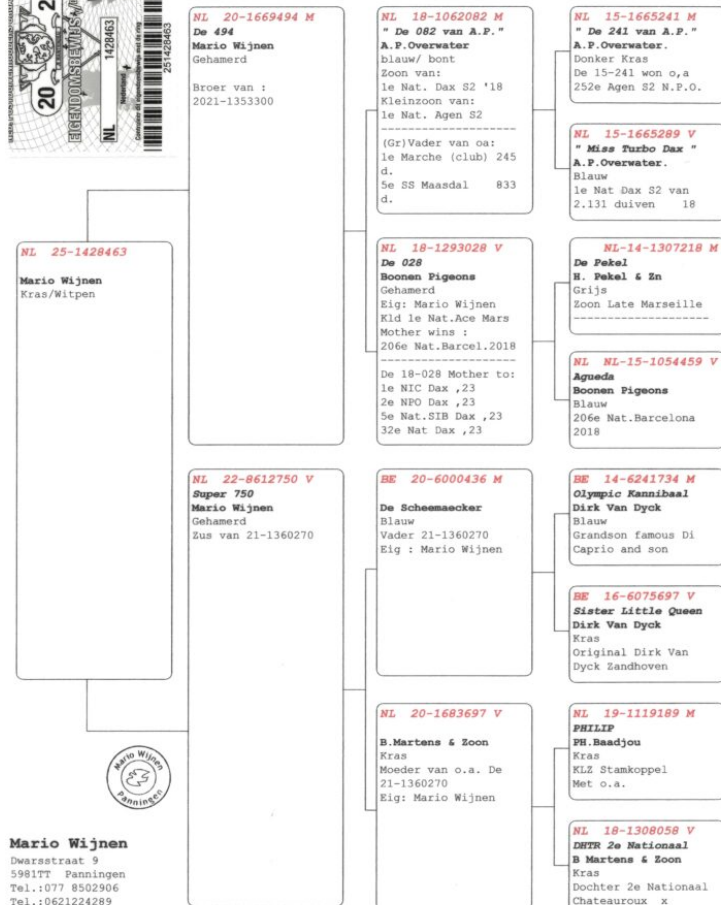 20
2
EIGENDOMSBEWIJS
NL
1428463
Nederland
251428463
NL 25-1428463
Mario Wijnen
Kras/Witpen
NL 20-1669494 M
De 494
Mario Wijnen
Gehamerd
Broer van :
2021-1353300
NL 22-8612750 V
Super 750
Mario Wijnen
Gehamerd
Zus van 21-1360270
NL 18-1062082 M
" De 082 van A.P."
A.P.Overwater
blauw/ bont
Zoon van:
1e Nat. Dax S2 '18
Kleinzoon van:
1e Nat. Agen S2
--------------------
(Gr)Vader van oa:
1e Marche (club) 245
d.
5e SS Maasdal 833
d.
NL 18-1293028 V
De 028
Boonen Pigeons
Gehamerd
Eig: Mario Wijnen
Kld 1e Nat.Ace Mars
Mother wins :
206e Nat.Barcel.2018
--------------------
De 18-028 Mother to:
1e NIC Dax ,23
2e NPO Dax ,23
5e Nat.SIB Dax ,23
32e Nat Dax ,23
BE 20-6000436 M
De Scheemaecker
Blauw
Vader 21-1360270
Eig : Mario Wijnen
NL 20-1683697 V
B.Martens & Zoon
Kras
Moeder van o.a. De
21-1360270
Eig: Mario Wijnen
NL 15-1665241 M
" De 241 van A.P."
A.P.Overwater.
Donker Kras
De 15-241 won o,a
252e Agen S2 N.P.O.
NL 15-1665289 V
" Miss Turbo Dax "
A.P.Overwater.
Blauw
1e Nat Dax S2 van
2.131 duiven 18
NL-14-1307218 M
De Pekel
H. Pekel & Zn
Grijs
Zoon Late Marseille
--------------------
NL NL-15-1054459 V
Agueda
Boonen Pigeons
Blauw
206e Nat.Barcelona
2018
BE 14-6241734 M
Olympic Kannibaal
Dirk Van Dyck
Blauw
Grandson famous Di
Caprio and son
BE 16-6075697 V
Sister Little Queen
Dirk Van Dyck
Kras
Original Dirk Van
Dyck Zandhoven
NL 19-1119189 M
PHILIP
PH.Baadjou
Kras
KLZ Stamkoppel
Met o.a.
NL 18-1308058 V
DHTR 2e Nationaal
B Martens & Zoon
Kras
Dochter 2e Nationaal
Chateauroux x
Mario Wijnen
Panningen
Mario Wijnen
Dwarsstraat 9
5981TT Panningen
Tel.:077 8502906
Tel.:0621224289